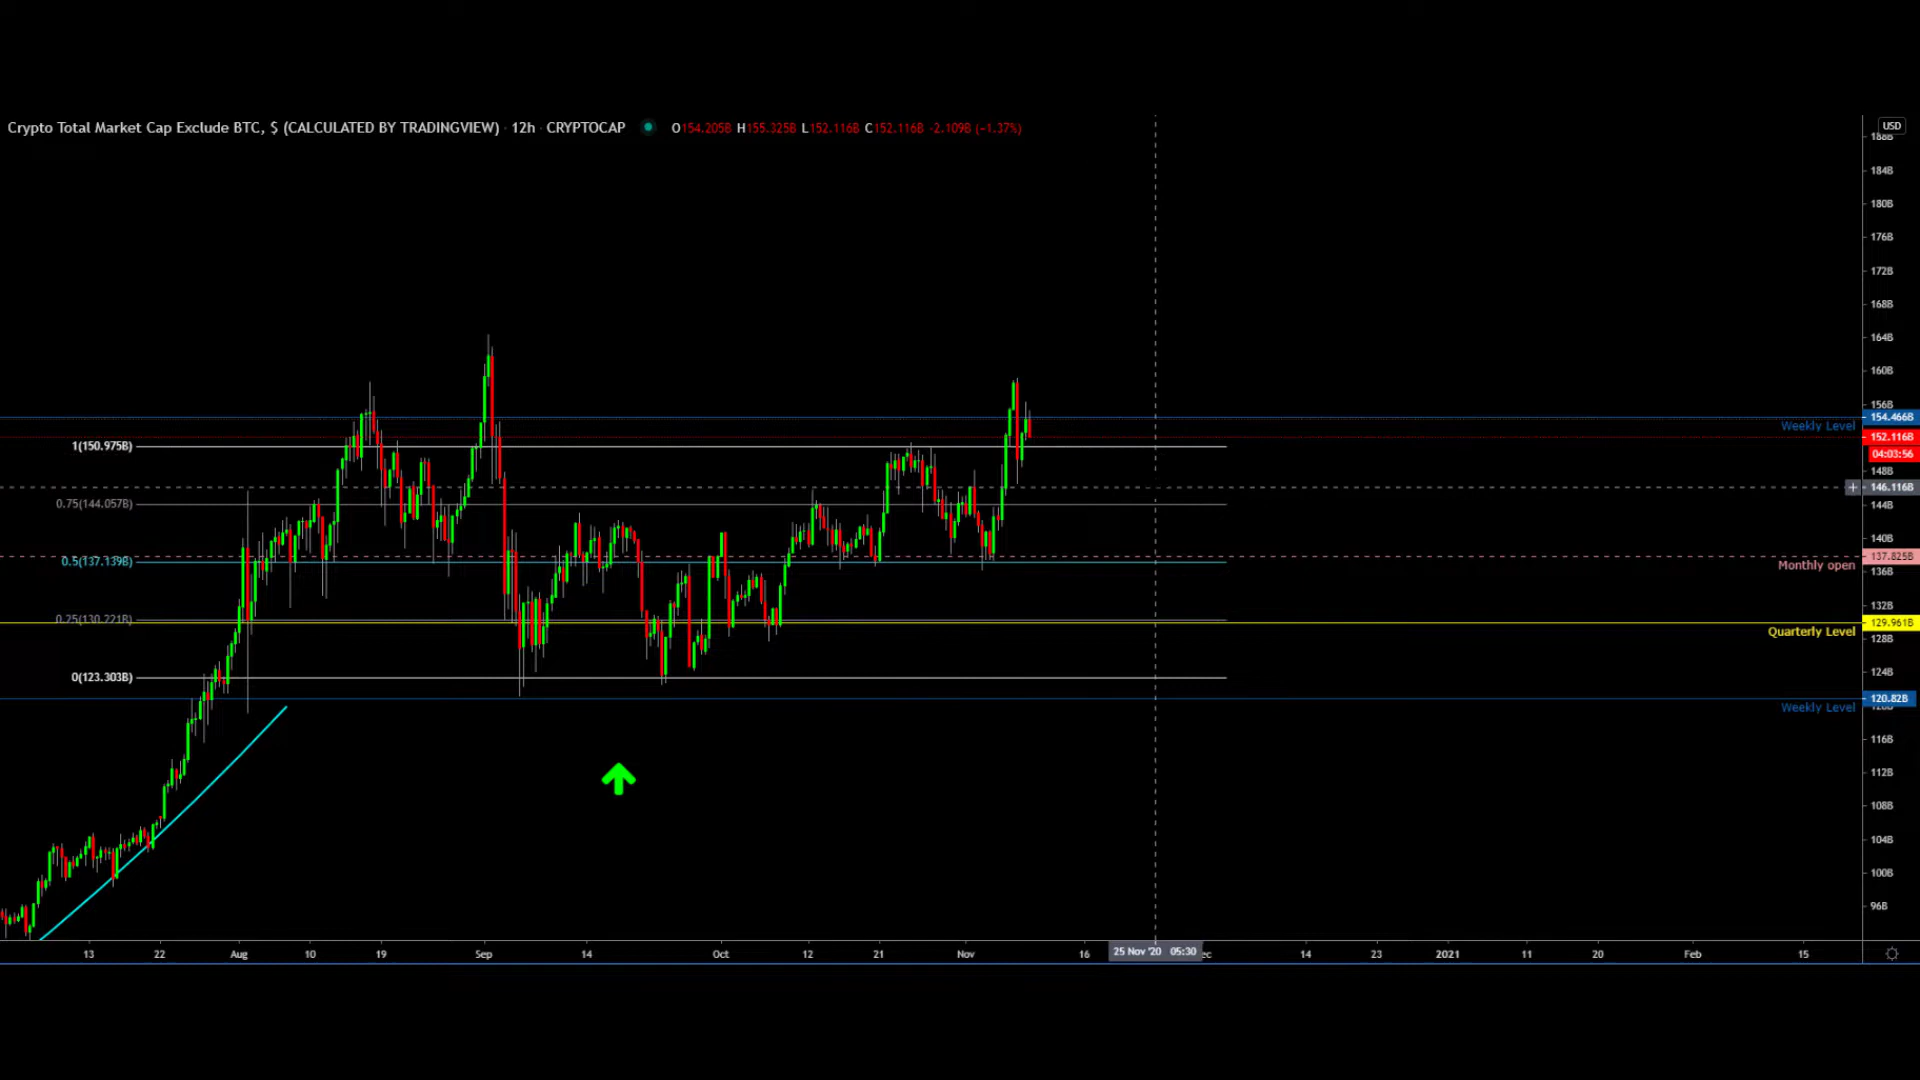 Crypto Total Market Cap Exclude BTC, $ (CALCULATED BY TRADINGVIEW) · 12h · CRYPTOCAP O154.205B H155.325B L152.116B C152.116B -2.109B (-1.37%)
USD
188B
184B
180B
176B
172B
168B
164B
160B
156B
154.466B
Weekly Level
152.116B
1(150.975B)
04:03:56
148B
146.116B
0.75(144.057B)
144B
140B
137.825B
0.5(137.139B)
Monthly open
136B
132B
0.25(130.221B)
129.961B
Quarterly Level
128B
0(123.303B)
124B
120.82B
Weekly Level
116B
112B
108B
104B
100B
96B
13 22 Aug 10 19 Sep 14 Oct 12 21 Nov 16 25 Nov '20 05:30 14 23 2021 11 20 Feb 15